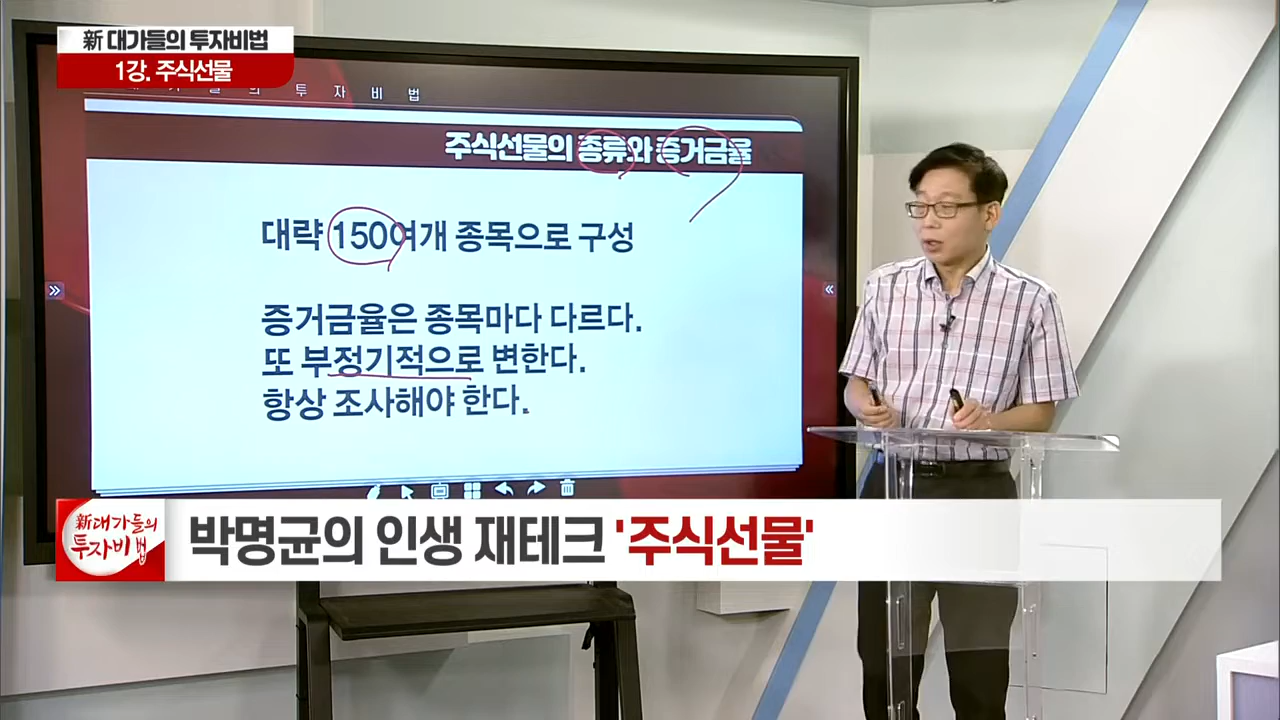 新 대가들의 투자비법
1강. 주식선물
대 가 들 의 투 자 비 법
주식선물의 종류와 증거금율
대략 150여개 종목으로 구성
증거금율은 종목마다 다르다.
또 부정기적으로 변한다.
항상 조사해야 한다.
新대가들의
투자비법
박명균의 인생 재테크 '주식선물'